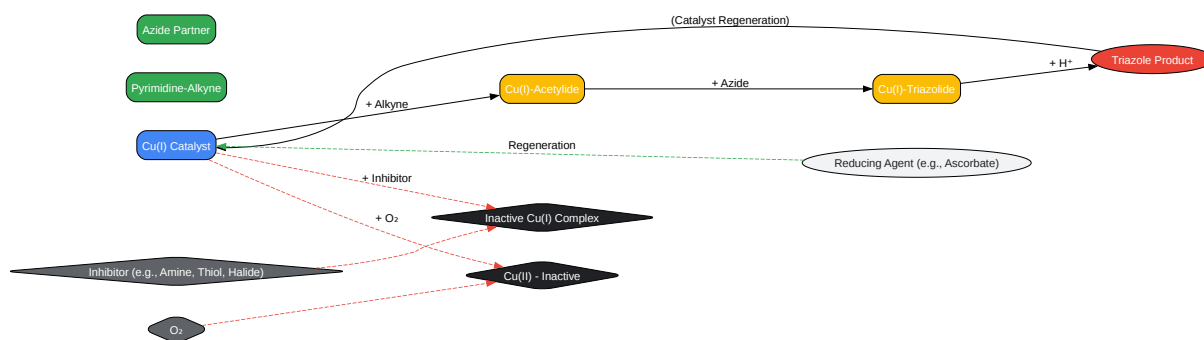 (Catalyst Regeneration)
Azide Partner
Triazole Product
+ H⁺
Pyrimidine-Alkyne
+ Alkyne
Cu(I)-Acetylide
+ Azide
Cu(I)-Triazolide
Cu(I) Catalyst
Regeneration
Reducing Agent (e.g., Ascorbate)
+ Inhibitor
+ O₂
Inactive Cu(I) Complex
Inhibitor (e.g., Amine, Thiol, Halide)
Cu(II) - Inactive
O₂